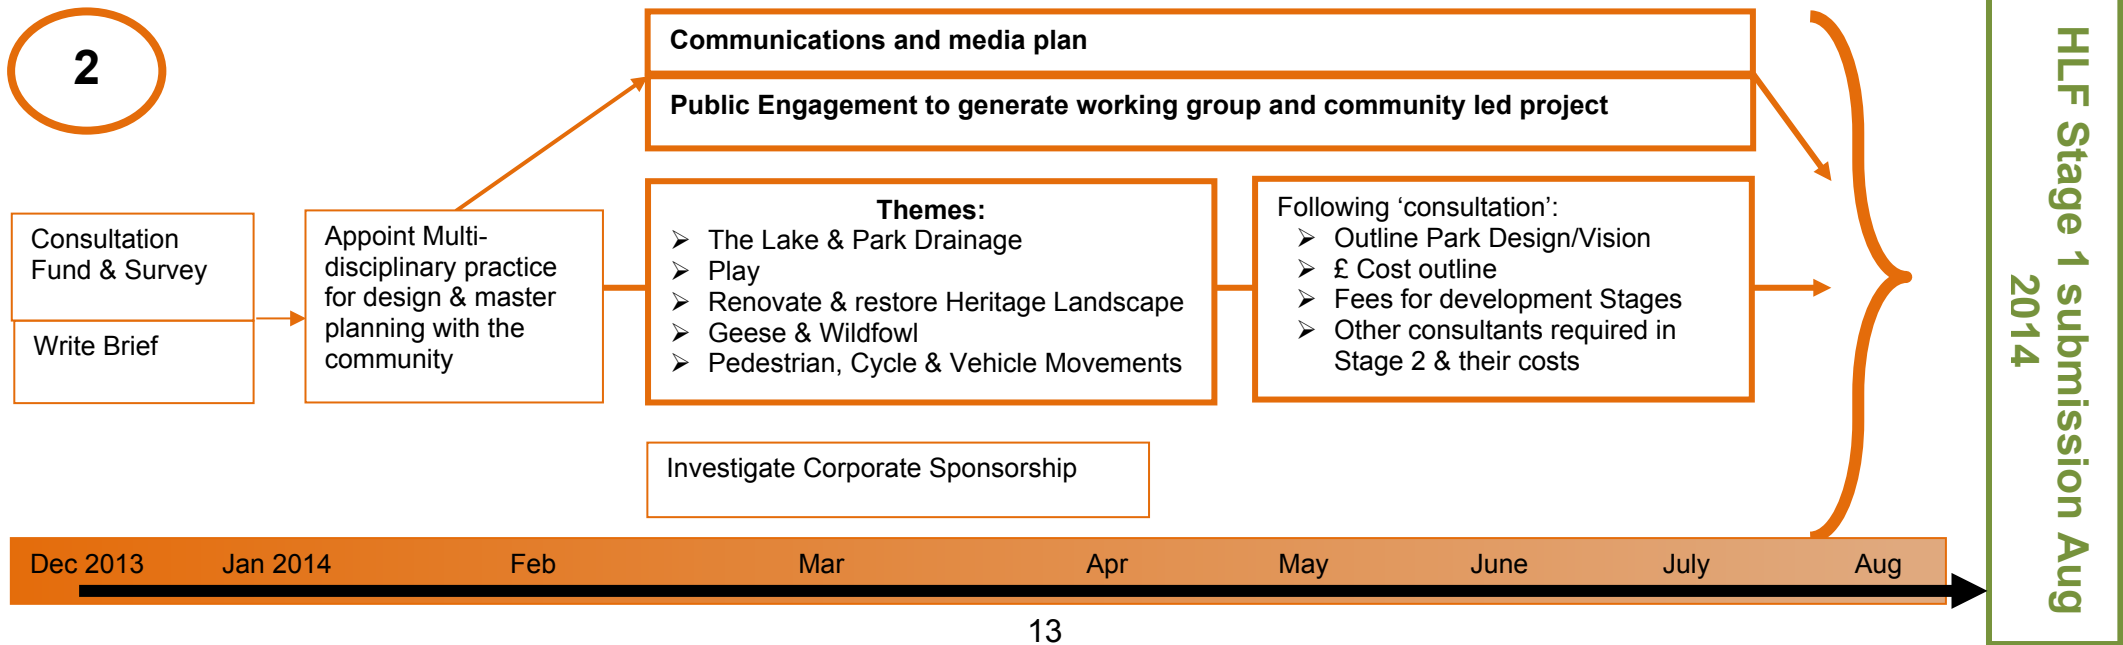 2
Communications and media plan
Public Engagement to generate working group and community led project
Consultation
Fund & Survey
Write Brief
Appoint Multi-
disciplinary practice
for design & master
planning with the
community
Themes:
➢ The Lake & Park Drainage
➢ Play
➢ Renovate & restore Heritage Landscape
➢ Geese & Wildfowl
➢ Pedestrian, Cycle & Vehicle Movements
Following ‘consultation’:
➢ Outline Park Design/Vision
➢ £ Cost outline
➢ Fees for development Stages
➢ Other consultants required in
Stage 2 & their costs
Investigate Corporate Sponsorship
HLF Stage 1 submission Aug
2014
Dec 2013 Jan 2014 Feb Mar Apr May June July Aug
13